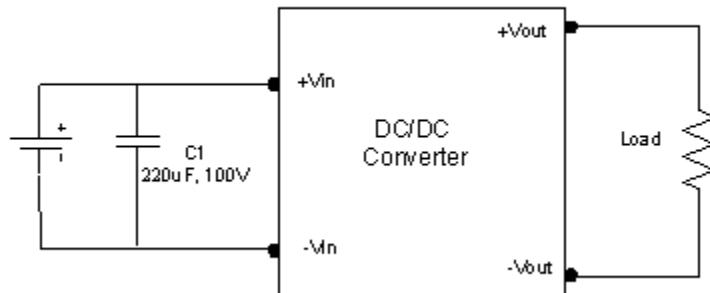 +Vout
+Vin
+
-
DC/DC
Converter
C1
220uF, 100V
Load
-Vin
-Vout